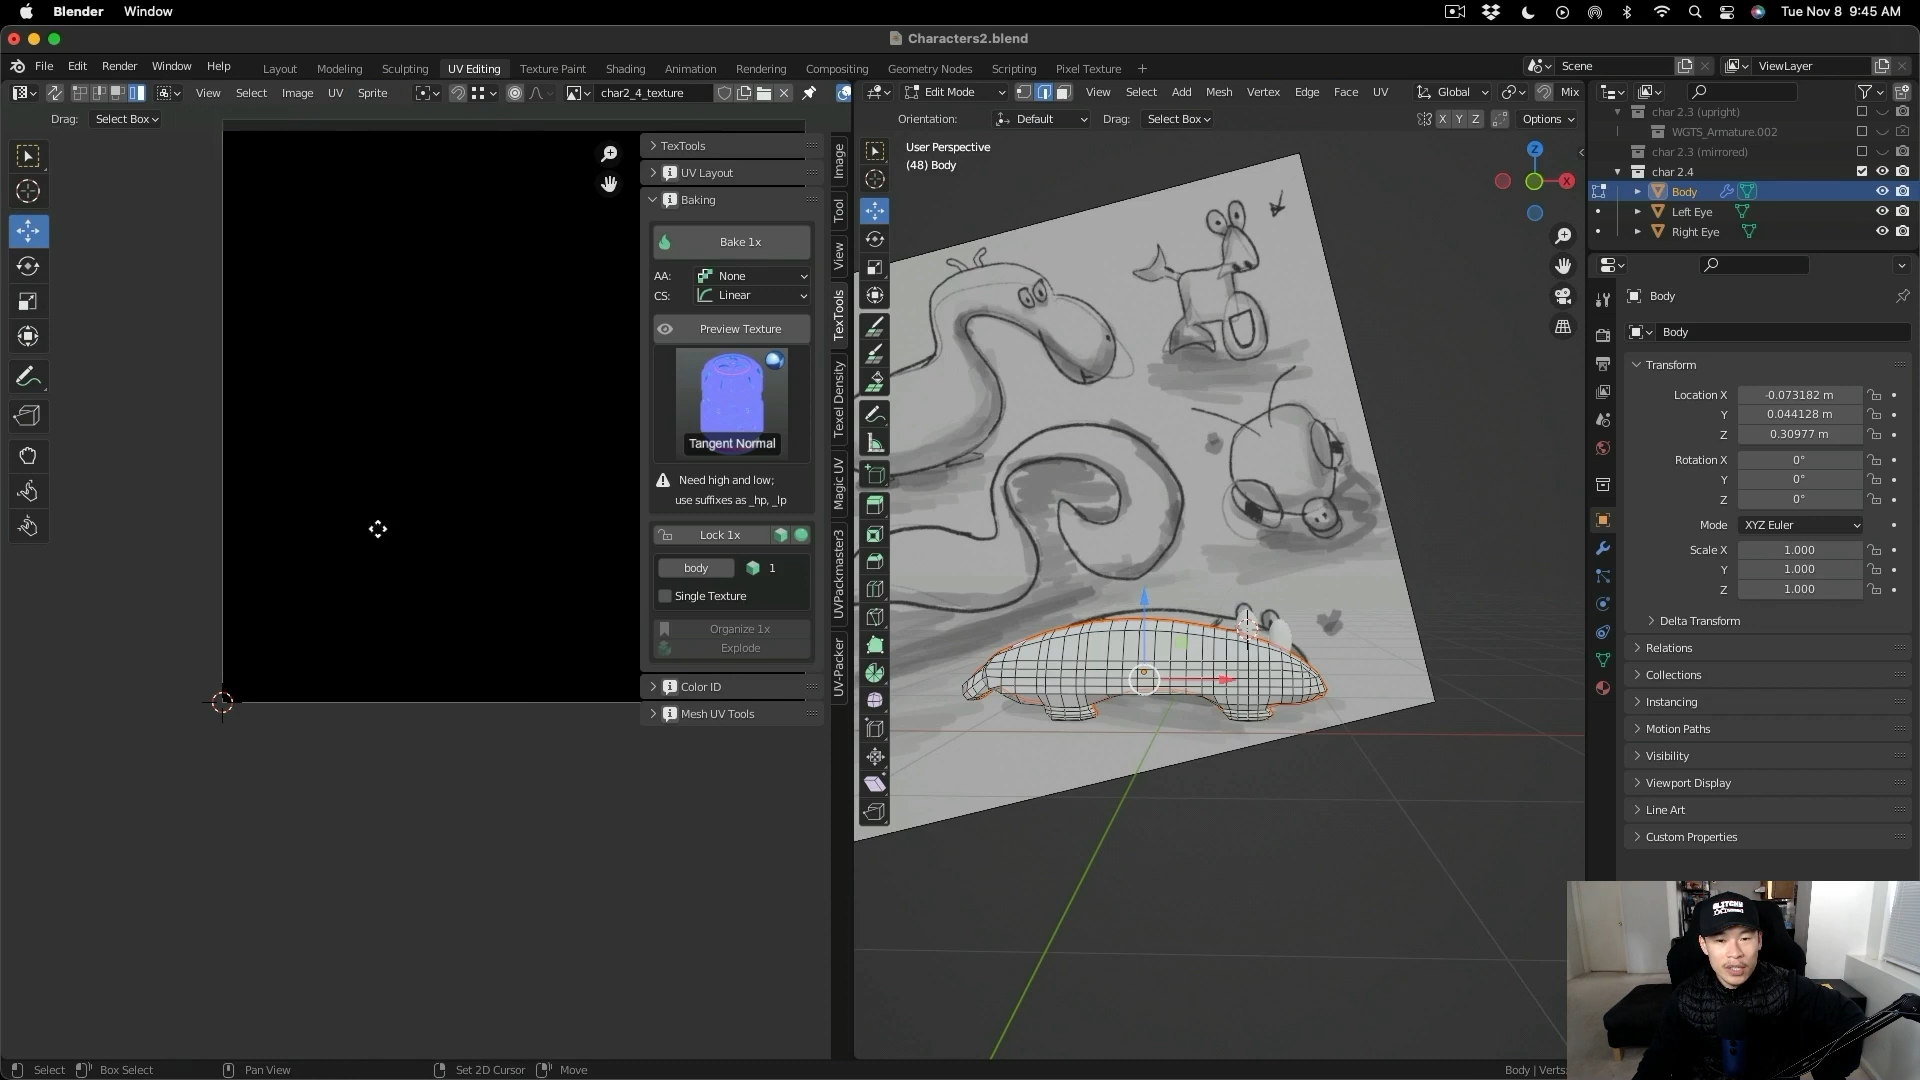 Blender Window
Tue Nov 8 9:45 AM
Characters2.blend
File Edit Render Window Help
Layout Modeling Sculpting UV Editing Texture Paint Shading Animation Rendering Compositing Geometry Nodes Scripting Pixel Texture +
Scene
ViewLayer
View Select Image UV Sprite
char2_4_texture
Edit Mode
View Select Add Mesh Vertex Edge Face UV
Global
Mix
Drag: Select Box
Orientation: Default Drag: Select Box
X Y Z
Options
char 2.3 (upright)
WGTS_Armature.002
char 2.3 (mirrored)
char 2.4
Body
Left Eye
Right Eye
TexTools
UV Layout
Baking
Bake 1x
AA: None
CS: Linear
Preview Texture
Tangent Normal
Need high and low;
use suffixes as _hp, _lp
Lock 1x
body 1
Single Texture
Organize 1x
Explode
Color ID
Mesh UV Tools
Image
Tool
View
TexTools
Texel Density
Magic UV
UVPackmaster3
UV-Packer
User Perspective
(48) Body
Z
X
Body
Body
Transform
Location X -0.073182 m
Y 0.044128 m
Z 0.30977 m
Rotation X 0°
Y 0°
Z 0°
Mode XYZ Euler
Scale X 1.000
Y 1.000
Z 1.000
Delta Transform
Relations
Collections
Instancing
Motion Paths
Visibility
Viewport Display
Line Art
Custom Properties
Select Box Select Pan View Set 2D Cursor Move
Body | Verts: